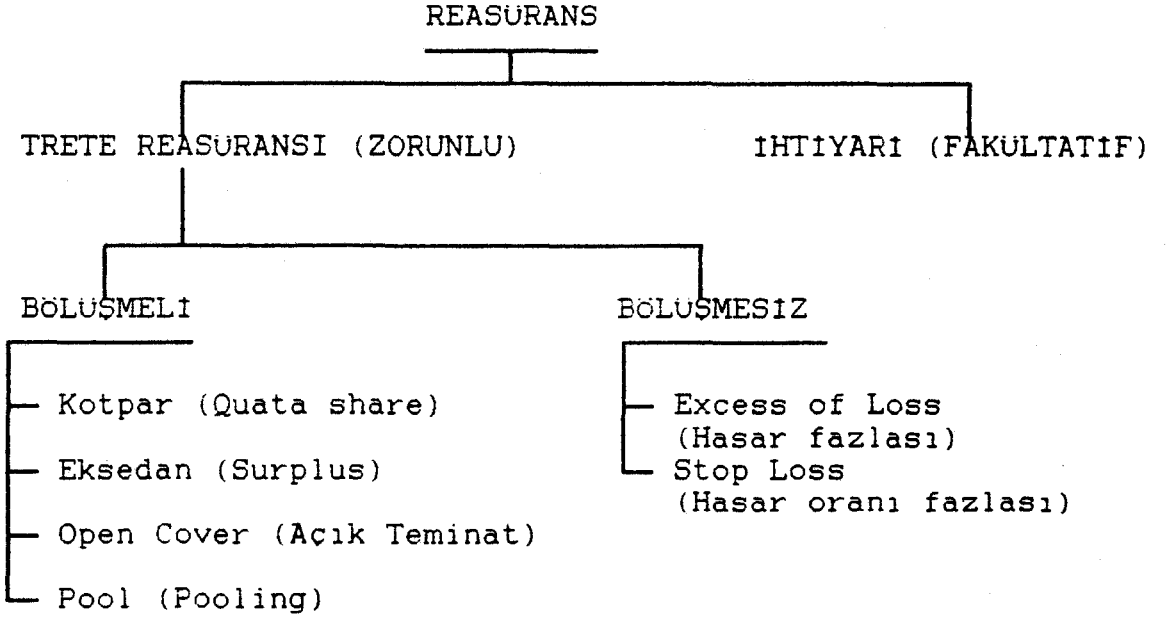 REASÜRANS
TRETE REASÜRANSI (ZORUNLU)
İHTİYARİ (FAKÜLTATİF)
BÖLÜŞMELİ
BÖLÜŞMESİZ
Kotpar (Quata share)
Eksedan (Surplus)
Open Cover (Açık Teminat)
Pool (Pooling)
Excess of Loss
(Hasar fazlası)
Stop Loss
(Hasar oranı fazlası)